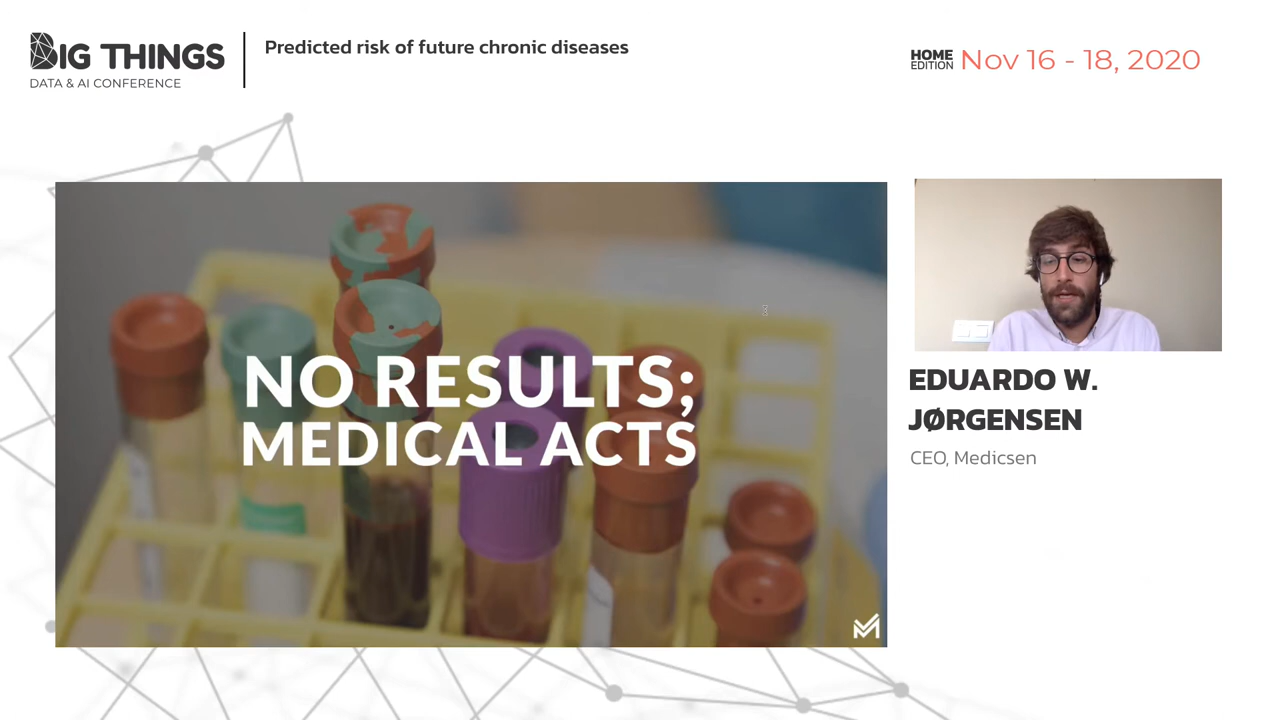 BIG THINGS
DATA & AI CONFERENCE
Predicted risk of future chronic diseases
HOME
EDITION
Nov 16 - 18, 2020
NO RESULTS;
MEDICAL ACTS
EDUARDO W.
JØRGENSEN
CEO, Medicsen